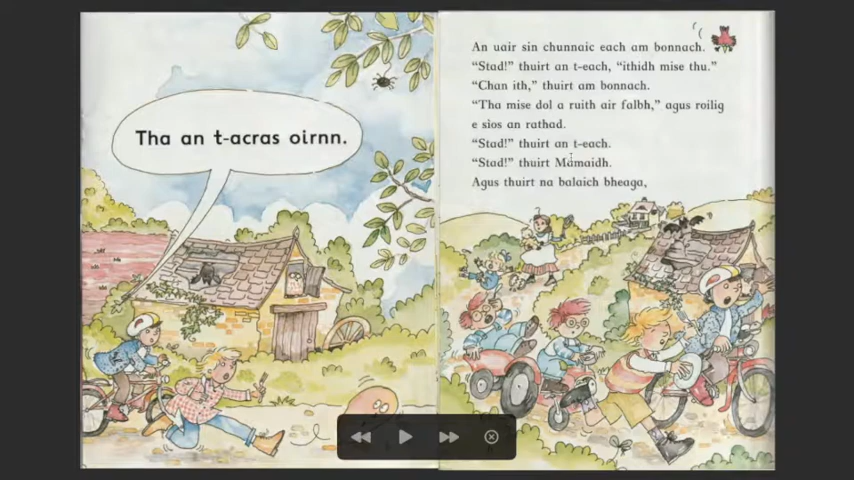 Tha an t-acras oirnn.
An uair sin chunnaic each am bonnach.
“Stad!” thuirt an t-each, “ithidh mise thu.”
“Chan ith,” thuirt am bonnach.
“Tha mise dol a ruith air falbh,” agus roilig
e sìos an rathad.
“Stad!” thuirt an t-each.
“Stad!” thuirt Mamaidh.
Agus thuirt na balaich bheaga,